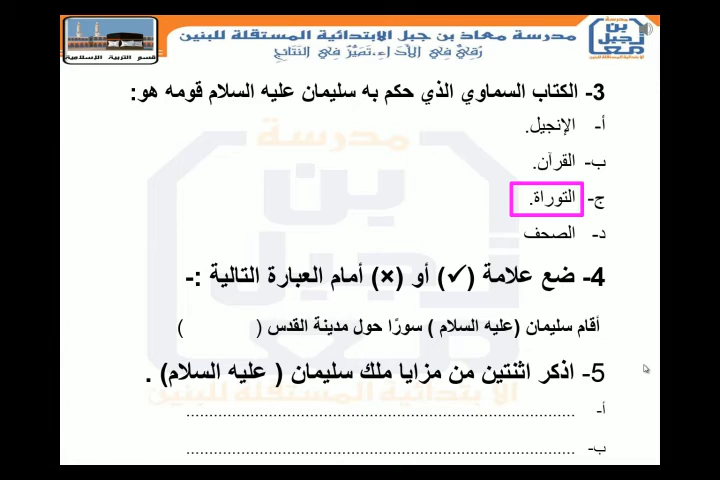 مدرسة معاذ بن جبل الابتدائية المستقلة للبنين
رُقيٌّ في الأداء، تَميُّزٌ في النتائج
قسم التربية الإسلامية
3- الكتاب السماوي الذي حكم به سليمان عليه السلام قومه هو:
أ- الإنجيل.
ب- القرآن.
ج- التوراة.
د- الصحف
4- ضع علامة (✓) أو (×) أمام العبارة التالية :-
أقام سليمان (عليه السلام ) سورًا حول مدينة القدس ( )
5- اذكر اثنتين من مزايا ملك سليمان ( عليه السلام) .
أ- ......................................................................
ب- ......................................................................